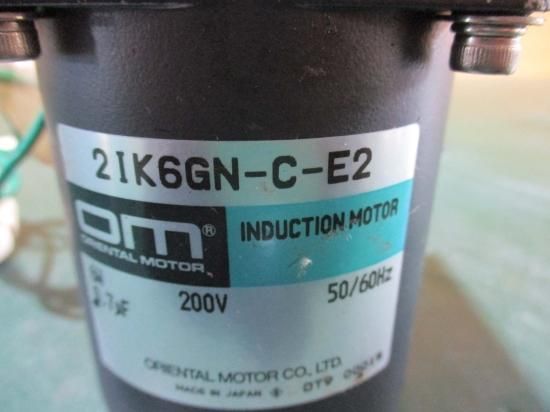 2IK6GN-C-E2
OM®
ORIENTAL MOTOR
INDUCTION MOTOR
200V 50/60Hz
ORIENTAL MOTOR CO., LTD.
MADE IN JAPAN